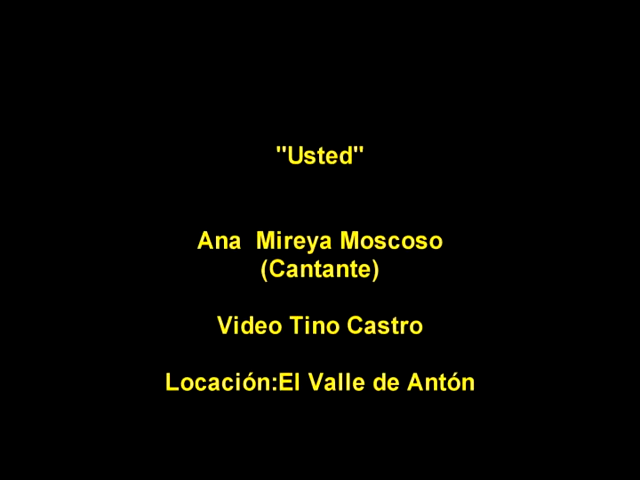 "Usted"
Ana Mireya Moscoso
(Cantante)
Video Tino Castro
Locación:El Valle de Antón